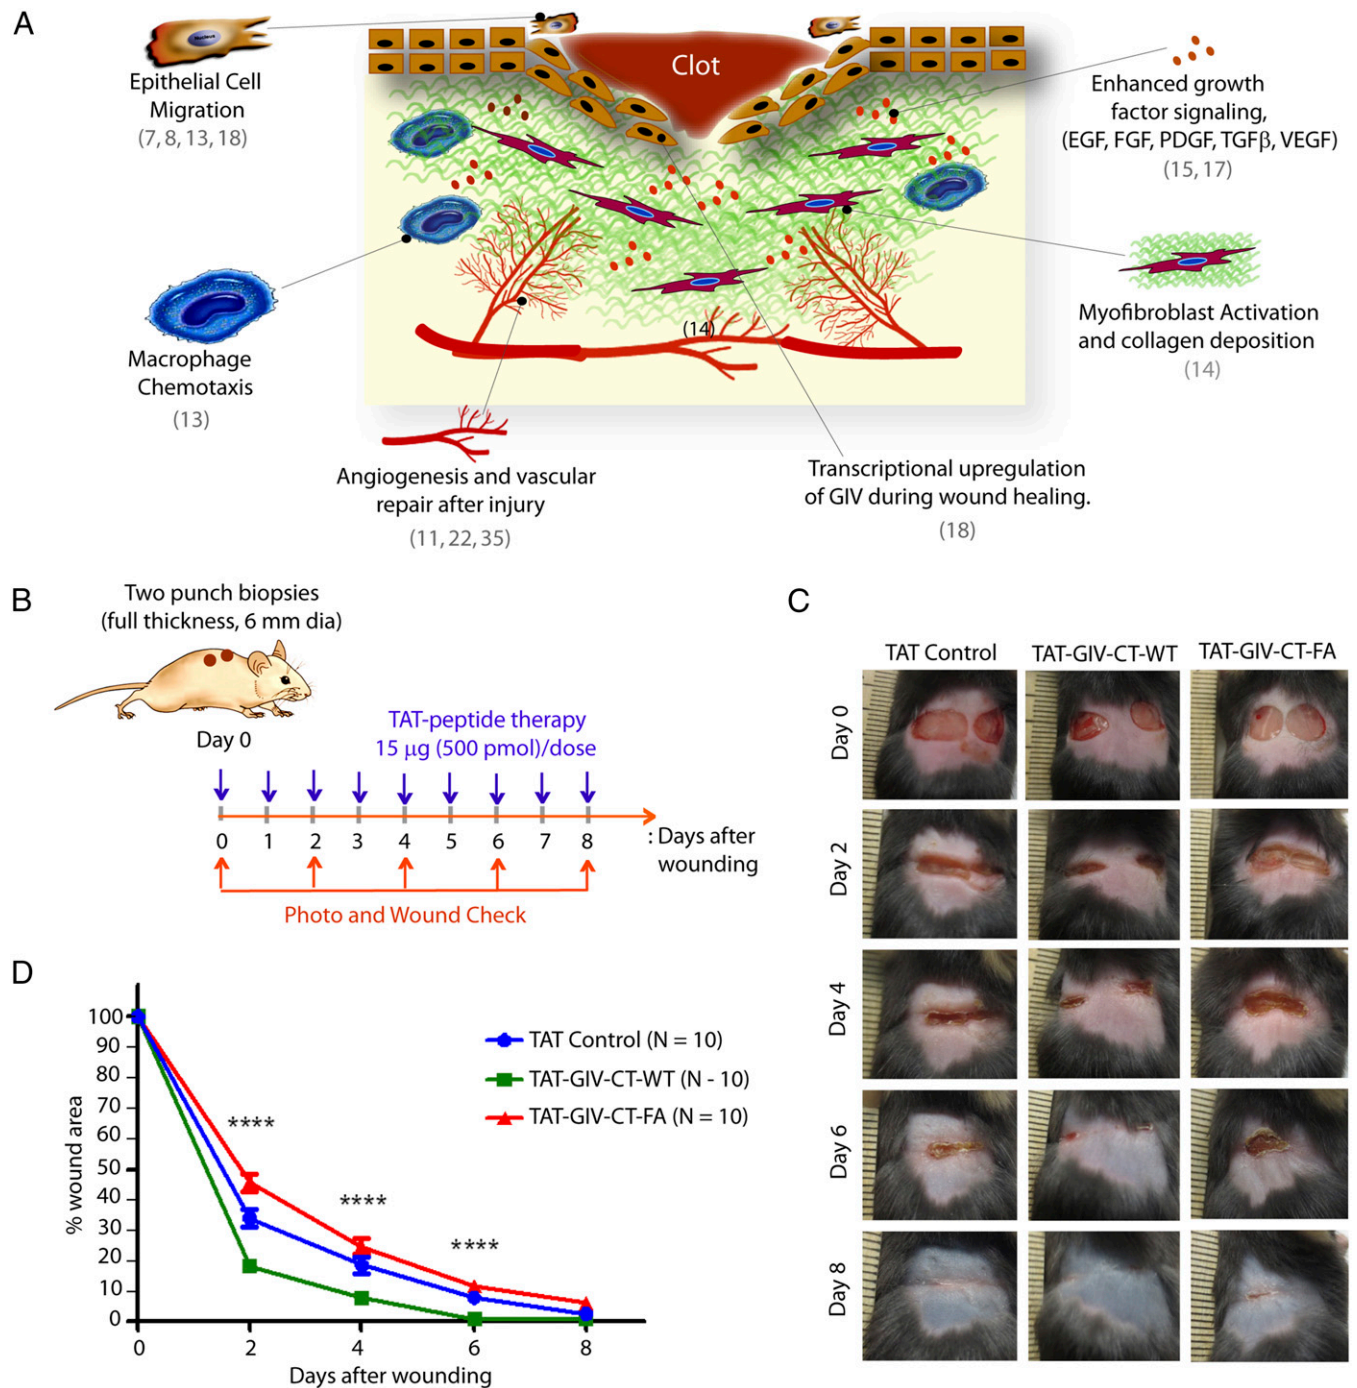 A
Nucleus
Epithelial Cell
Migration
(7, 8, 13, 18)
Clot
Enhanced growth
factor signaling,
(EGF, FGF, PDGF, TGFβ, VEGF)
(15, 17)
Macrophage
Chemotaxis
(13)
(14)
Myofibroblast Activation
and collagen deposition
(14)
Angiogenesis and vascular
repair after injury
(11, 22, 35)
Transcriptional upregulation
of GIV during wound healing.
(18)
B
Two punch biopsies
(full thickness, 6 mm dia)
Day 0
TAT-peptide therapy
15 μg (500 pmol)/dose
0 1 2 3 4 5 6 7 8
: Days after
wounding
Photo and Wound Check
C
TAT Control TAT-GIV-CT-WT TAT-GIV-CT-FA
Day 0
Day 2
Day 4
Day 6
Day 8
D
% wound area
100
90
80
70
60
50
40
30
20
10
0
****
****
****
TAT Control (N = 10)
TAT-GIV-CT-WT (N - 10)
TAT-GIV-CT-FA (N = 10)
0 2 4 6 8
Days after wounding